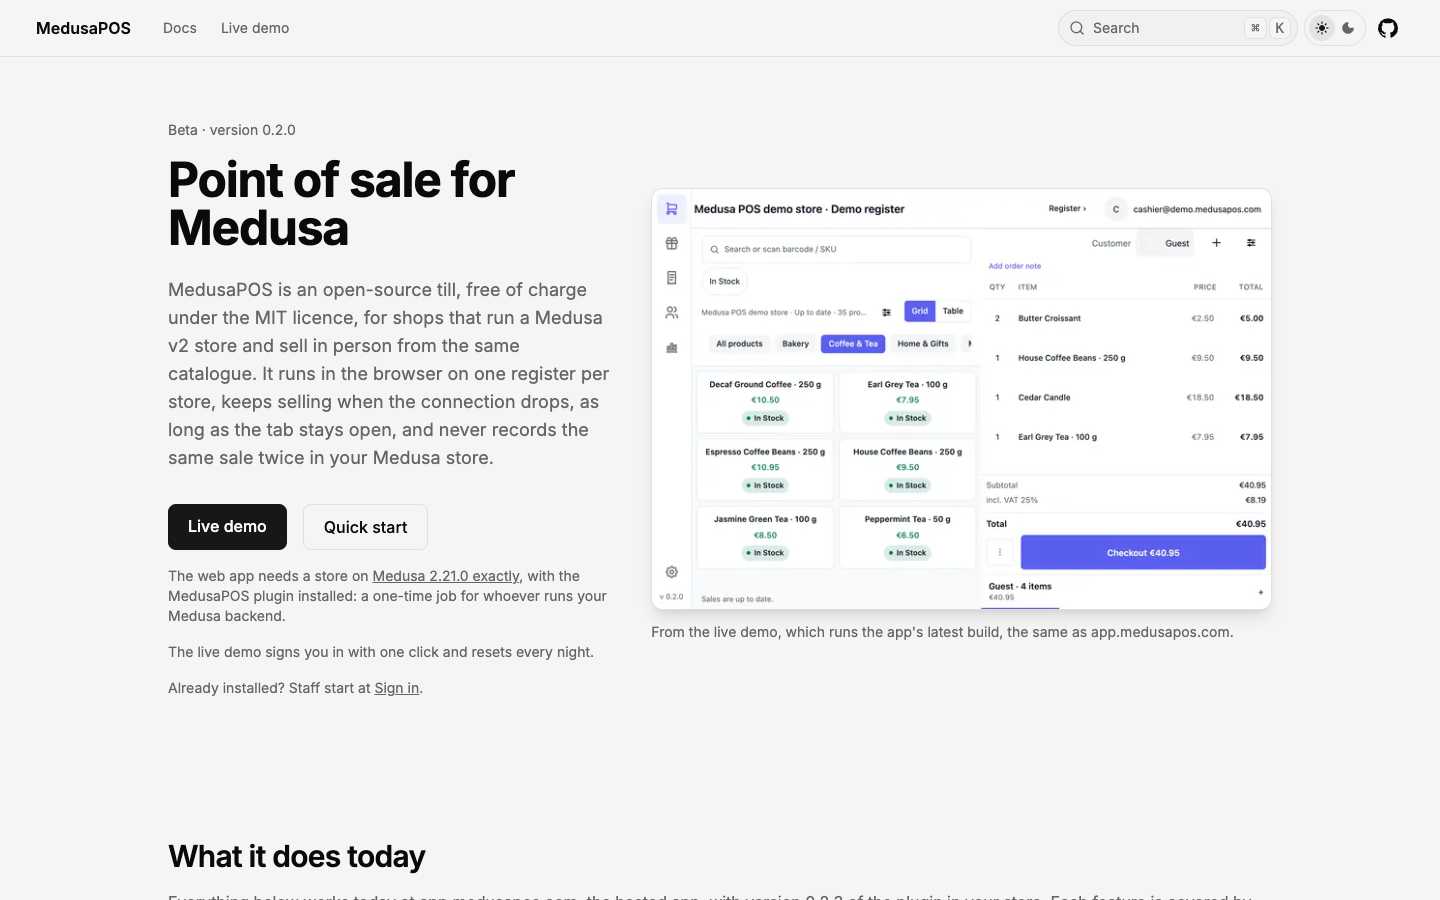 MedusaPOS Docs Live demo Search ⌘ K
Beta · version 0.2.0
Point of sale for
Medusa
MedusaPOS is an open-source till, free of charge
under the MIT licence, for shops that run a Medusa
v2 store and sell in person from the same
catalogue. It runs in the browser on one register per
store, keeps selling when the connection drops, as
long as the tab stays open, and never records the
same sale twice in your Medusa store.
Live demo Quick start
The web app needs a store on Medusa 2.21.0 exactly, with the
MedusaPOS plugin installed: a one-time job for whoever runs your
Medusa backend.
The live demo signs you in with one click and resets every night.
Already installed? Staff start at Sign in.
Medusa POS demo store · Demo register
Register › C cashier@demo.medusapos.com
Search or scan barcode / SKU
In Stock
Medusa POS demo store · Up to date · 35 pro...
Grid Table
All products Bakery Coffee & Tea Home & Gifts
Decaf Ground Coffee · 250 g
€10.50
In Stock
Earl Grey Tea · 100 g
€7.95
In Stock
Espresso Coffee Beans · 250 g
€10.95
In Stock
House Coffee Beans · 250 g
€9.50
In Stock
Jasmine Green Tea · 100 g
€8.50
In Stock
Peppermint Tea · 50 g
€6.50
In Stock
v 0.2.0
Sales are up to date.
Customer Guest +
Add order note
QTY ITEM PRICE TOTAL
2 Butter Croissant €2.50 €5.00
1 House Coffee Beans · 250 g €9.50 €9.50
1 Cedar Candle €18.50 €18.50
1 Earl Grey Tea · 100 g €7.95 €7.95
Subtotal €40.95
incl. VAT 25% €8.19
Total €40.95
Checkout €40.95
Guest · 4 items
€40.95
+
From the live demo, which runs the app's latest build, the same as app.medusapos.com.
What it does today